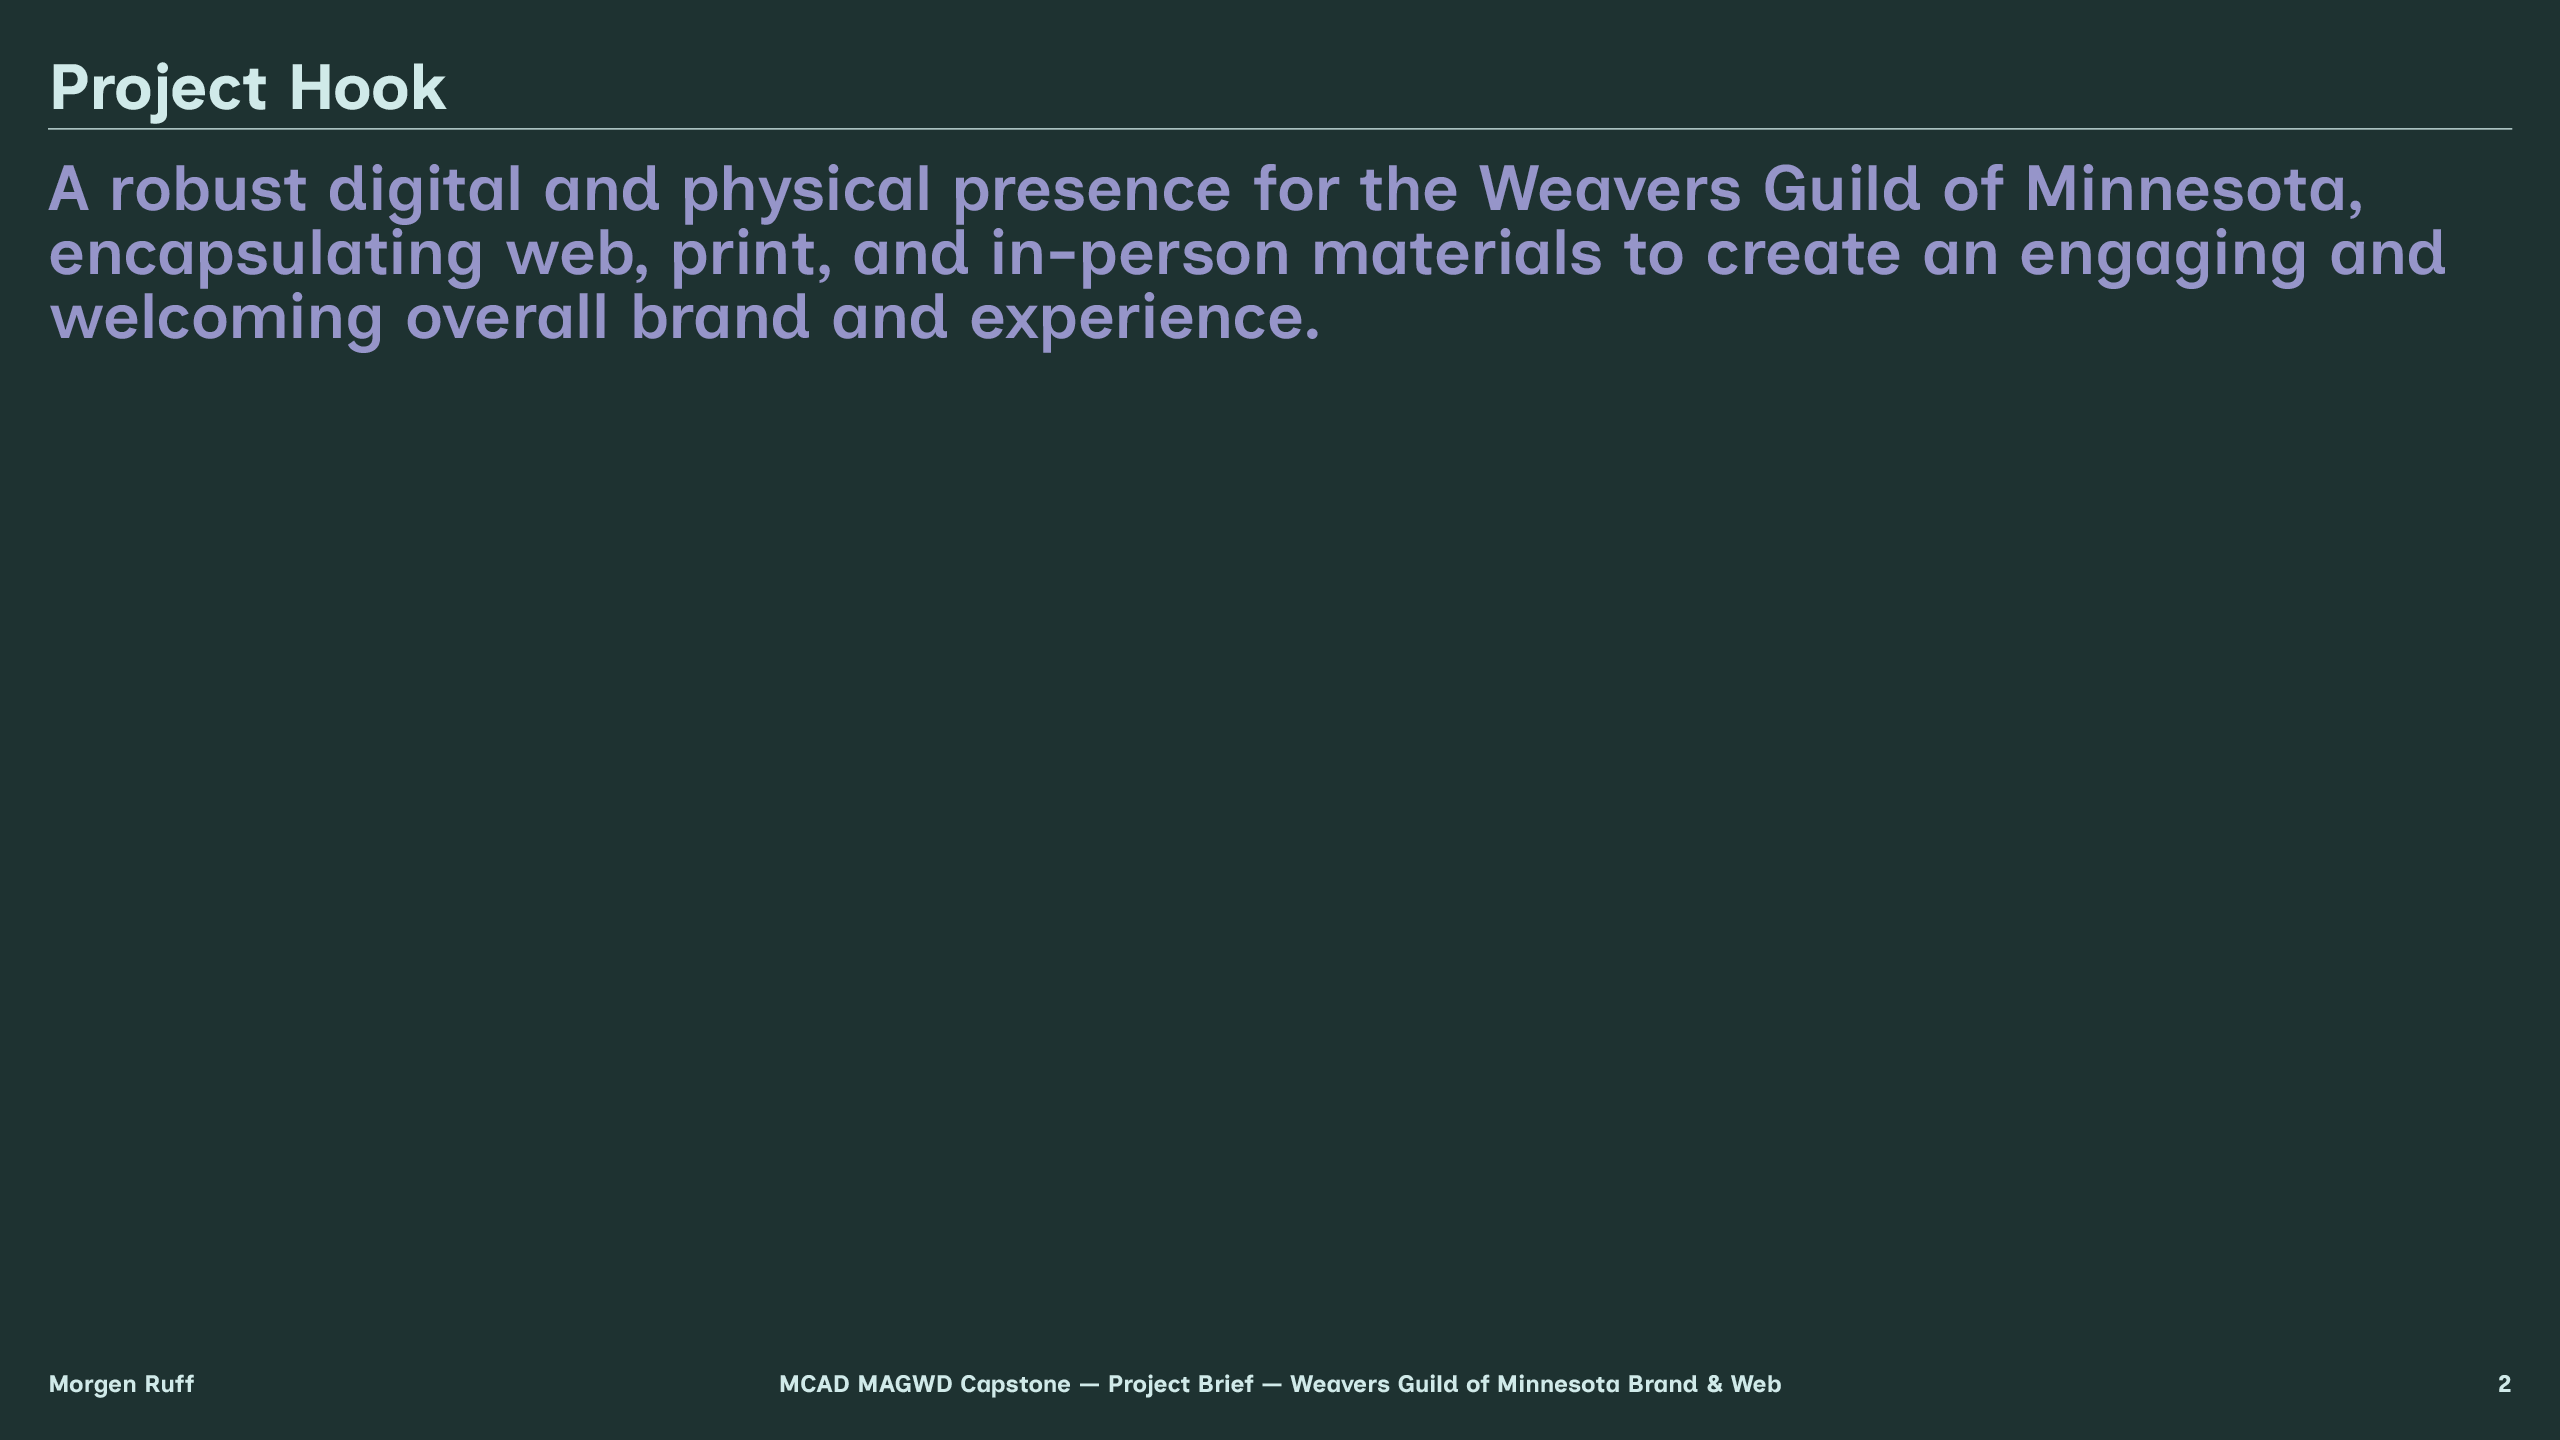 Project Hook
A robust digital and physical presence for the Weavers Guild of Minnesota,
encapsulating web, print, and in-person materials to create an engaging and
welcoming overall brand and experience.
Morgen Ruff
MCAD MAGWD Capstone — Project Brief — Weavers Guild of Minnesota Brand & Web
2